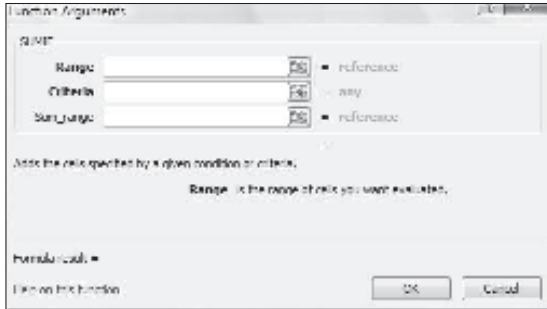 Function Arguments
SUMIF
Range = reference
Criteria = any
Sum_range = reference
Adds the cells specified by a given condition or criteria.
Range is the range of cells you want evaluated.
Formula result =
Help on this function OK Cancel